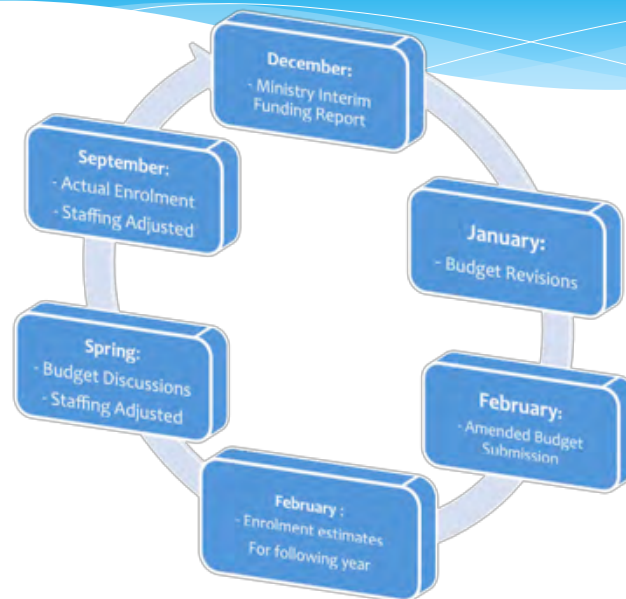 December:
- Ministry Interim
Funding Report
January:
- Budget Revisions
February:
- Amended Budget
Submission
February :
- Enrolment estimates
For following year
Spring:
- Budget Discussions
- Staffing Adjusted
September:
- Actual Enrolment
- Staffing Adjusted